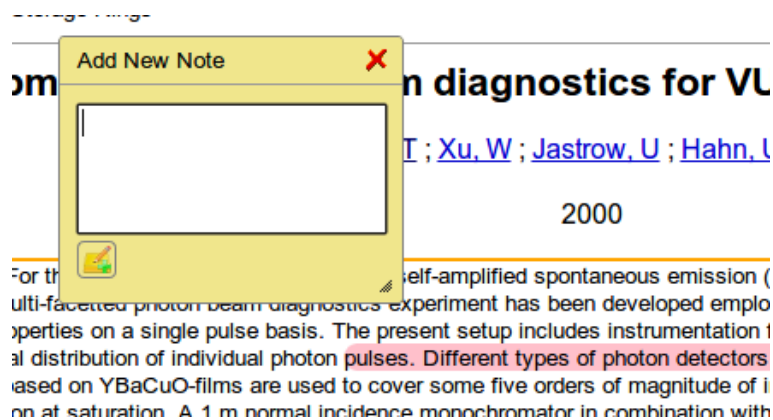 Storage Rings
Add New Note
m diagnostics for VU
T ; Xu, W ; Jastrow, U ; Hahn, U
2000
For th elf-amplified spontaneous emission (
ulti-facetted photon beam diagnostics experiment has been developed emplo
operties on a single pulse basis. The present setup includes instrumentation f
al distribution of individual photon pulses. Different types of photon detectors
based on YBaCuO-films are used to cover some five orders of magnitude of i
on at saturation. A 1 m normal incidence monochromator in combination with